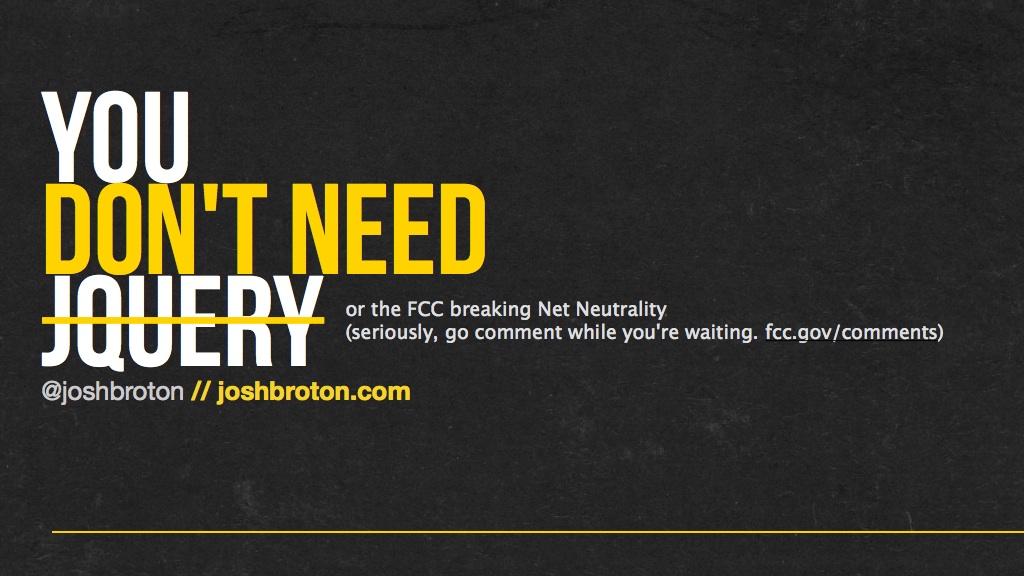 YOU
DON'T NEED
JQUERY
or the FCC breaking Net Neutrality
(seriously, go comment while you're waiting. fcc.gov/comments)
@joshbroton // joshbroton.com